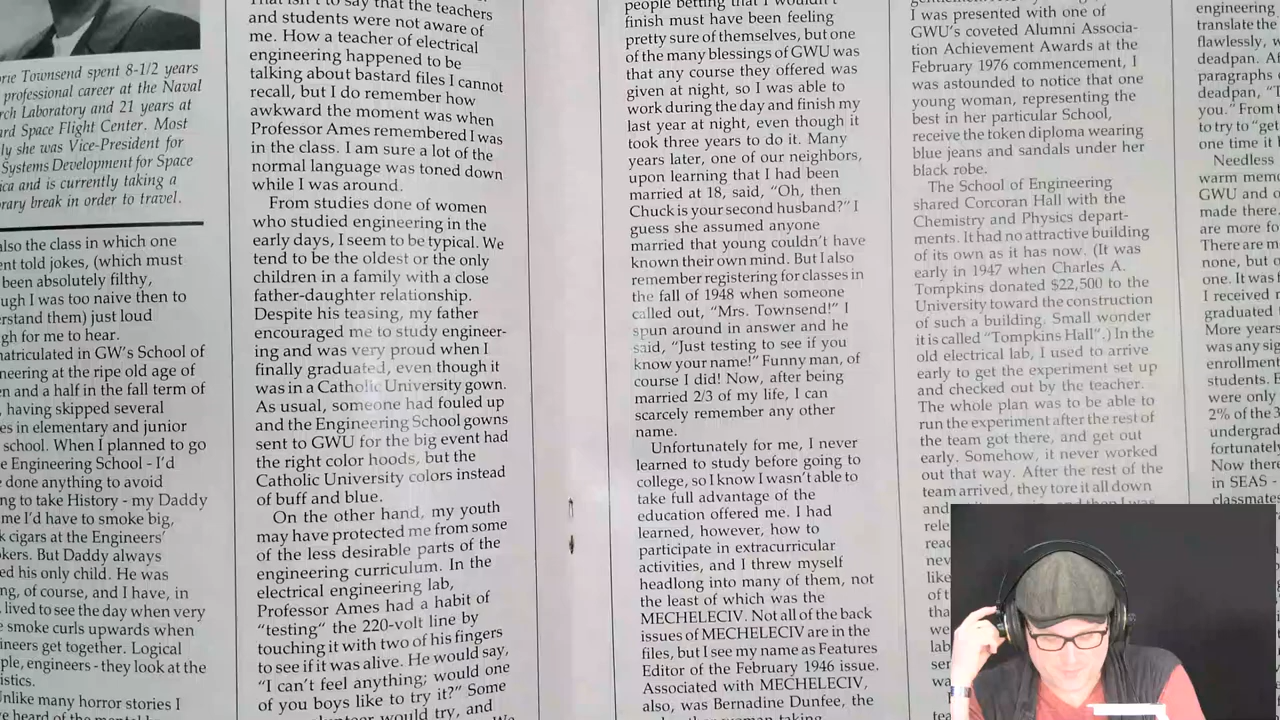 rie Townsend spent 8-1/2 years
professional career at the Naval
rch Laboratory and 21 years at
ard Space Flight Center. Most
ly she was Vice-President for
Systems Development for Space
ica and is currently taking a
rary break in order to travel.
also the class in which one
ent told jokes, (which must
been absolutely filthy,
ugh I was too naive then to
erstand them) just loud
gh for me to hear.
natriculated in GW's School of
neering at the ripe old age of
n and a half in the fall term of
, having skipped several
es in elementary and junior
school. When I planned to go
e Engineering School - I'd
e done anything to avoid
ng to take History - my Daddy
me I'd have to smoke big,
k cigars at the Engineers'
kers. But Daddy always
ed his only child. He was
ng, of course, and I have, in
lived to see the day when very
e smoke curls upwards when
ineers get together. Logical
ple, engineers - they look at the
istics.
Unlike many horror stories I
e heard of the
That isn't to say that the teachers
and students were not aware of
me. How a teacher of electrical
engineering happened to be
talking about bastard files I cannot
recall, but I do remember how
awkward the moment was when
Professor Ames remembered I was
in the class. I am sure a lot of the
normal language was toned down
while I was around.
From studies done of women
who studied engineering in the
early days, I seem to be typical. We
tend to be the oldest or the only
children in a family with a close
father-daughter relationship.
Despite his teasing, my father
encouraged me to study engineer-
ing and was very proud when I
finally graduated, even though it
was in a Catholic University gown.
As usual, someone had fouled up
and the Engineering School gowns
sent to GWU for the big event had
the right color hoods, but the
Catholic University colors instead
of buff and blue.
On the other hand, my youth
may have protected me from some
of the less desirable parts of the
engineering curriculum. In the
electrical engineering lab,
Professor Ames had a habit of
"testing" the 220-volt line by
touching it with two of his fingers
to see if it was alive. He would say,
"I can't feel anything; would one
of you boys like to try it?" Some
would try, and
people betting that I wouldn't
finish must have been feeling
pretty sure of themselves, but one
of the many blessings of GWU was
that any course they offered was
given at night, so I was able to
work during the day and finish my
last year at night, even though it
took three years to do it. Many
years later, one of our neighbors,
upon learning that I had been
married at 18, said, "Oh, then
Chuck is your second husband?" I
guess she assumed anyone
married that young couldn't have
known their own mind. But I also
remember registering for classes in
the fall of 1948 when someone
called out, "Mrs. Townsend!" I
spun around in answer and he
said, "Just testing to see if you
know your name!" Funny man, of
course I did! Now, after being
married 2/3 of my life, I can
scarcely remember any other
name.
Unfortunately for me, I never
learned to study before going to
college, so I know I wasn't able to
take full advantage of the
education offered me. I had
learned, however, how to
participate in extracurricular
activities, and I threw myself
headlong into many of them, not
the least of which was the
MECHELECIV. Not all of the back
issues of MECHELECIV are in the
files, but I see my name as Features
Editor of the February 1946 issue.
Associated with MECHELECIV,
also, was Bernadine Dunfee, the
I was presented with one of
GWU's coveted Alumni Associa-
tion Achievement Awards at the
February 1976 commencement, I
was astounded to notice that one
young woman, representing the
best in her particular School,
receive the token diploma wearing
blue jeans and sandals under her
black robe.
The School of Engineering
shared Corcoran Hall with the
Chemistry and Physics depart-
ments. It had no attractive building
of its own as it has now. (It was
early in 1947 when Charles A.
Tompkins donated $22,500 to the
University toward the construction
of such a building. Small wonder
it is called "Tompkins Hall".) In the
old electrical lab, I used to arrive
early to get the experiment set up
and checked out by the teacher.
The whole plan was to be able to
run the experiment after the rest of
the team got there, and get out
early. Somehow, it never worked
out that way. After the rest of the
team arrived, they tore it all down
and
rele
reac
nev
like
of t
tha
we
lab
ser
wa
tea
engineering
translate the
flawlessly, w
deadpan. Af
paragraphs
deadpan, "T
you." From t
to try to "get
one time it
Needless
warm memo
GWU and o
made there.
are more fo
There are m
none, but o
one. It was
I received
graduated
More years
was any sig
enrollment
students. E
were only
2% of the 3
undergrad
fortunately
Now there
in SEAS -
classmates